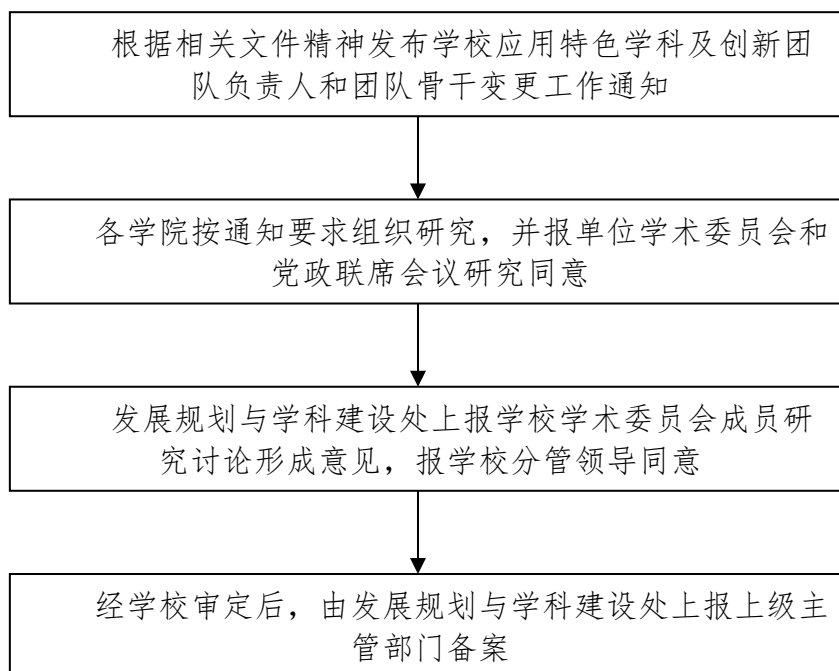 根据相关文件精神发布学校应用特色学科及创新团
队负责人和团队骨干变更工作通知
各学院按通知要求组织研究，并报单位学术委员会和
党政联席会议研究同意
发展规划与学科建设处上报学校学术委员会成员研
究讨论形成意见，报学校分管领导同意
经学校审定后，由发展规划与学科建设处上报上级主
管部门备案